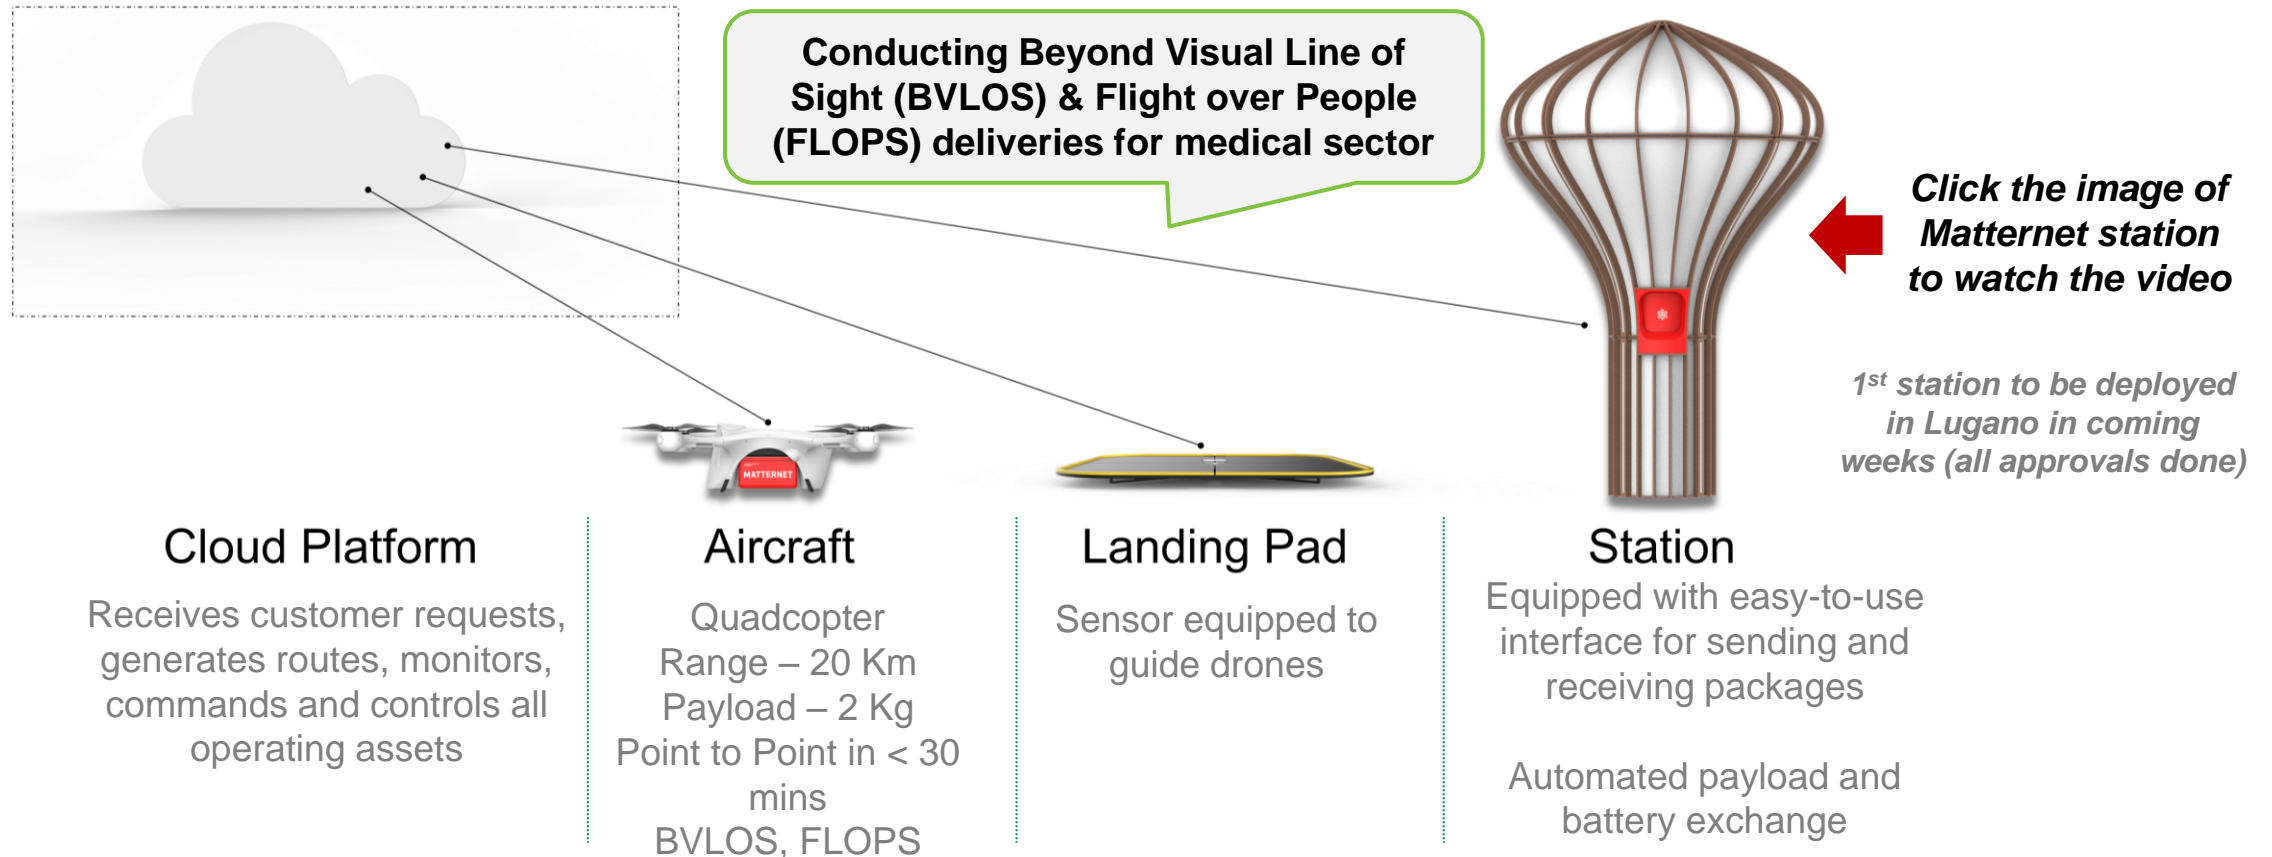 Conducting Beyond Visual Line of
Sight (BVLOS) & Flight over People
(FLOPS) deliveries for medical sector
Click the image of
Matternet station
to watch the video
1st station to be deployed
in Lugano in coming
weeks (all approvals done)
MATTERNET
Cloud Platform
Receives customer requests,
generates routes, monitors,
commands and controls all
operating assets
Aircraft
Quadcopter
Range – 20 Km
Payload – 2 Kg
Point to Point in < 30
mins
BVLOS, FLOPS
Landing Pad
Sensor equipped to
guide drones
Station
Equipped with easy-to-use
interface for sending and
receiving packages
Automated payload and
battery exchange